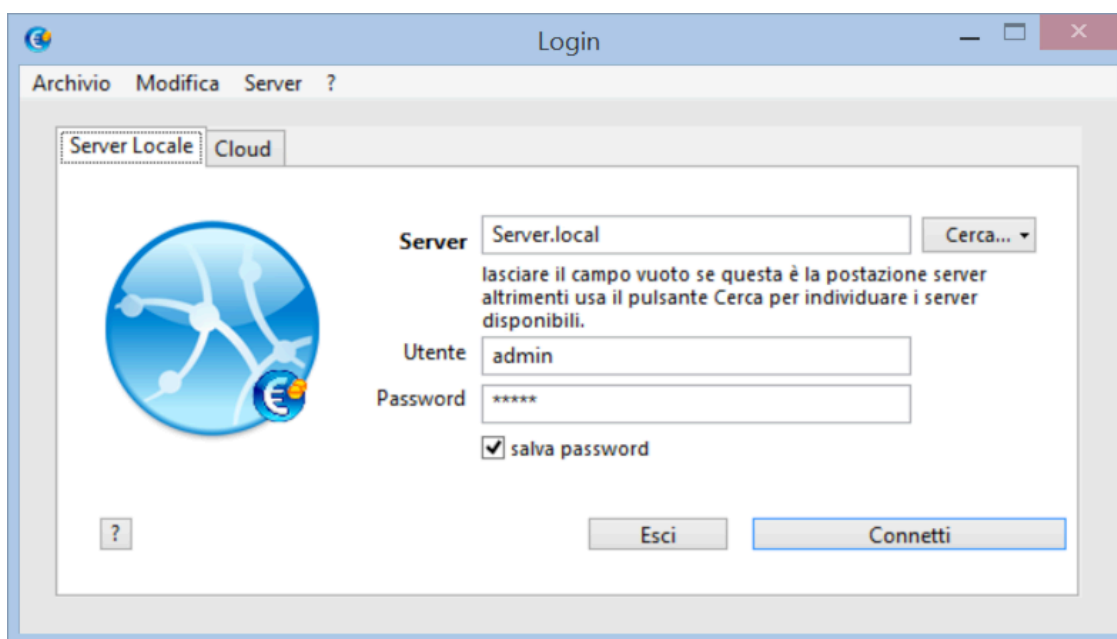 Login
Archivio Modifica Server ?
Server Locale Cloud
Server Server.local Cerca...
lasciare il campo vuoto se questa è la postazione server
altrimenti usa il pulsante Cerca per individuare i server
disponibili.
Utente admin
Password *****
salva password
? Esci Connetti